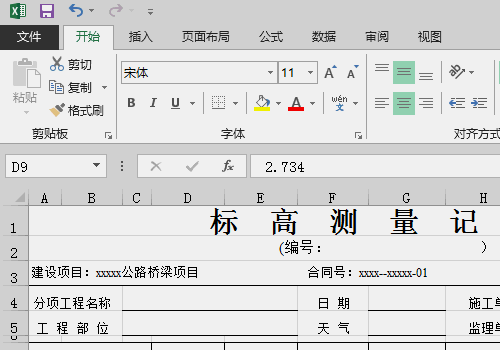 文件 开始 插入 页面布局 公式 数据 审阅 视图
粘贴 剪切 复制 格式刷
宋体 11 A A
B I U A wén
剪贴板 字体 对齐方式
D9 fx 2.734
A B C D E F G H
1 标 高 测 量 记
2 (编号: )
3 建设项目: xxxxx公路桥梁项目 合同号: xxxx--xxxxx-01
4 分项工程名称 日 期 施工单
5 工 程 部 位 天 气 监理单